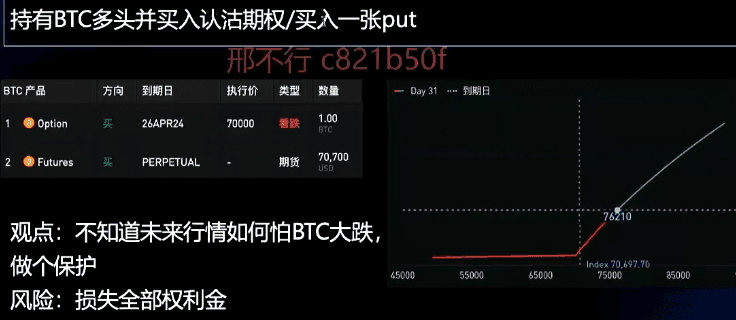 持有BTC多头并买入认沽期权/买入一张put
邢不行 c821b50f
BTC 产品 方向 到期日 执行价 类型 数量
1 Option 买 26APR24 70000 看跌 1.00 BTC
2 Futures 买 PERPETUAL - 期货 70,700 USD
Day 31 到期日
76210
Index 70,697.70
45000 55000 65000 75000 85000
观点：不知道未来行情如何怕BTC大跌，
做个保护
风险：损失全部权利金